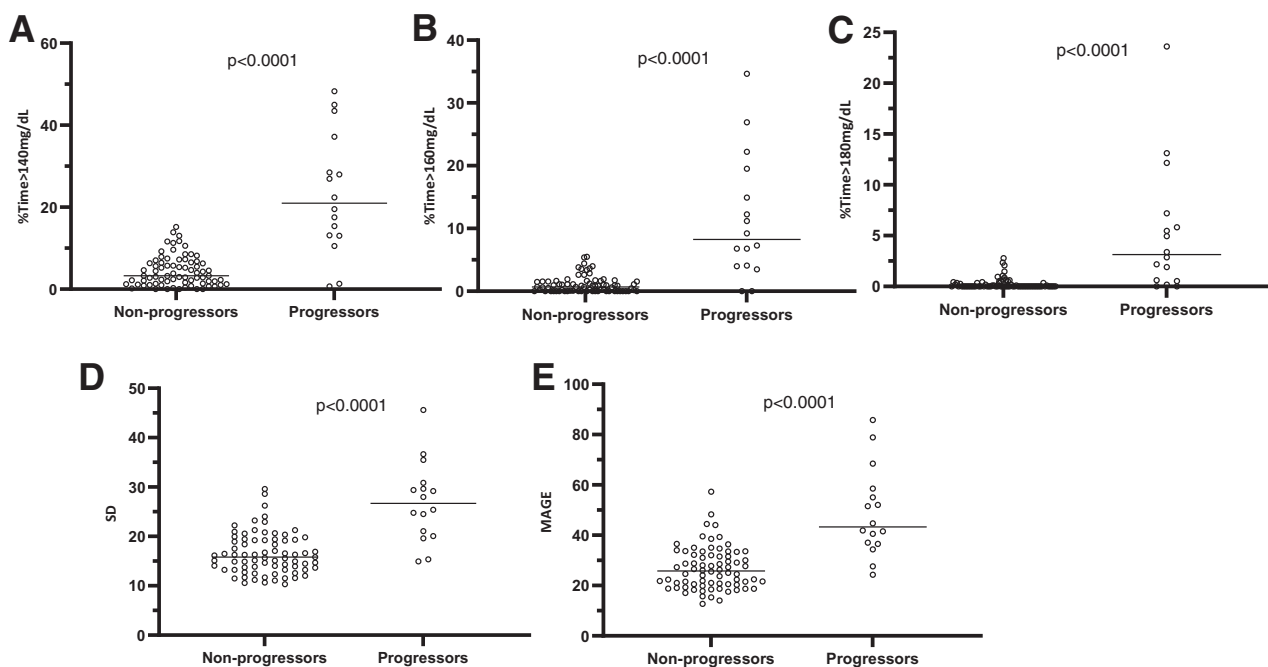 A
60
40
20
0
%Time>140mg/dL
p<0.0001
Non-progressors
Progressors
B
40
30
20
10
0
%Time>160mg/dL
p<0.0001
Non-progressors
Progressors
C
25
20
15
10
5
0
%Time>180mg/dL
p<0.0001
Non-progressors
Progressors
D
50
40
30
20
10
0
SD
p<0.0001
Non-progressors
Progressors
E
100
80
60
40
20
0
MAGE
p<0.0001
Non-progressors
Progressors